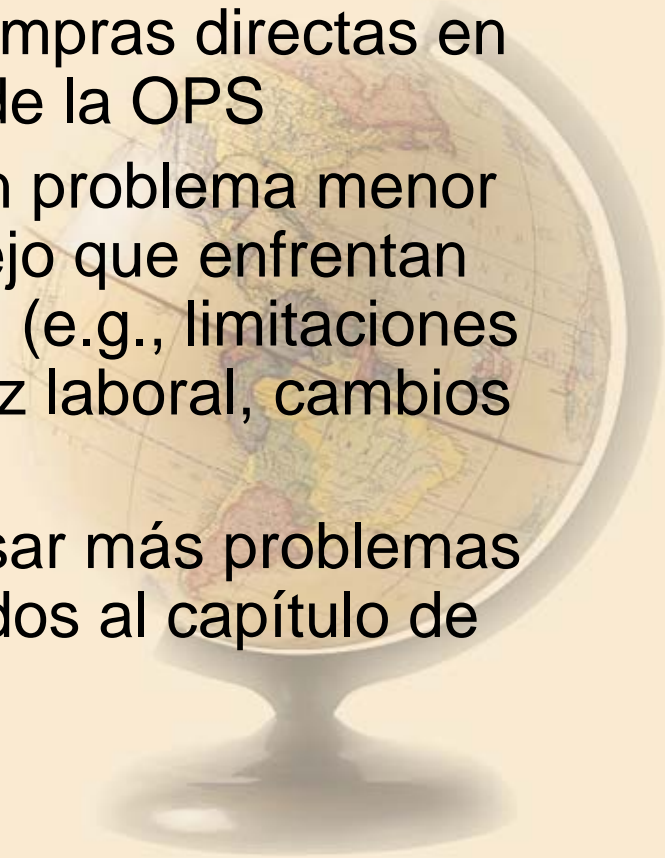 mpras directas en
de la OPS
n problema menor
ejo que enfrentan
(e.g., limitaciones
z laboral, cambios
sar más problemas
dos al capítulo de